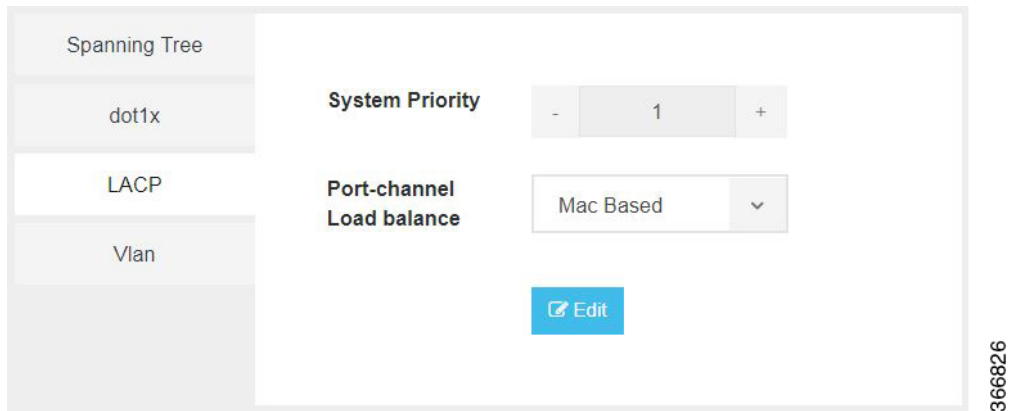 Spanning Tree
dot1x
LACP
Vlan
System Priority
- 1 +
Port-channel
Load balance
Mac Based
Edit
366826